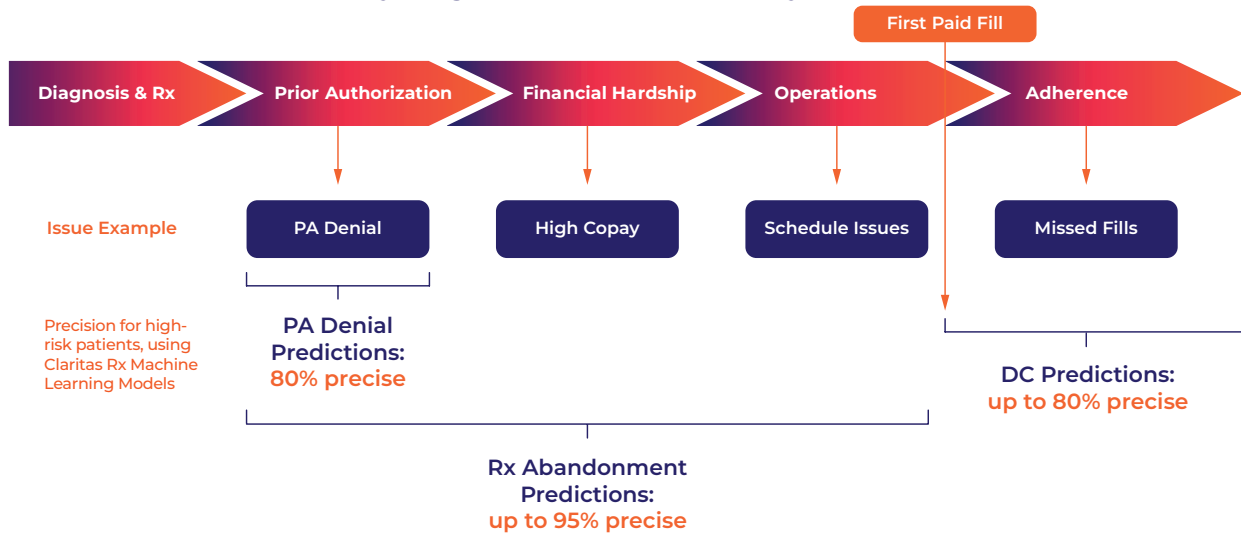 First Paid Fill
Diagnosis & Rx
Prior Authorization
Financial Hardship
Operations
Adherence
Issue Example
PA Denial
High Copay
Schedule Issues
Missed Fills
Precision for high-
risk patients, using
Claritas Rx Machine
Learning Models
PA Denial
Predictions:
80% precise
DC Predictions:
up to 80% precise
Rx Abandonment
Predictions:
up to 95% precise